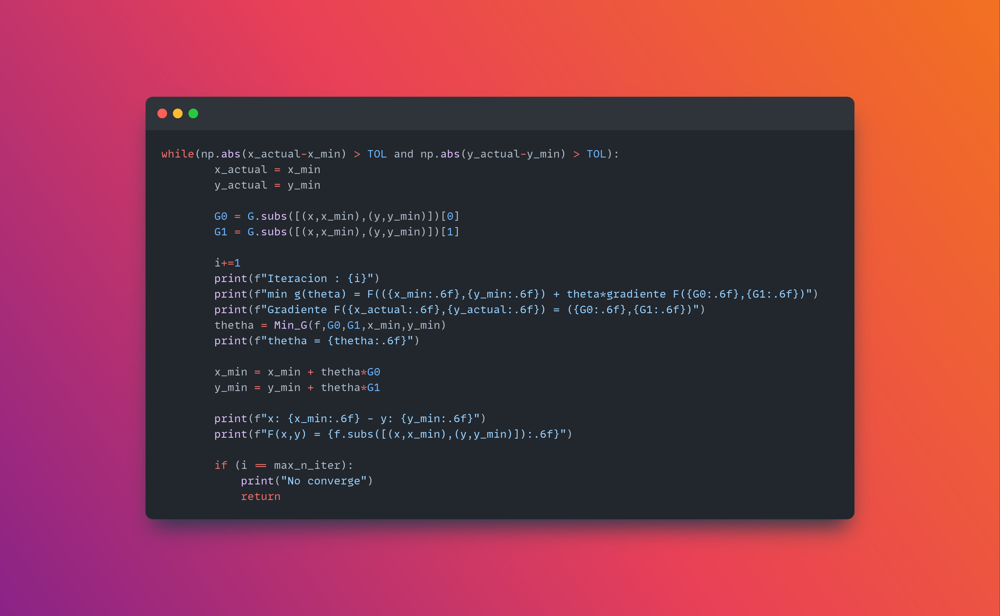 while(np.abs(x_actual-x_min) > TOL and np.abs(y_actual-y_min) > TOL):
x_actual = x_min
y_actual = y_min
G0 = G.subs([(x,x_min),(y,y_min)])[0]
G1 = G.subs([(x,x_min),(y,y_min)])[1]
i+=1
print(f"Iteracion : {i}")
print(f"min g(theta) = F(({x_min:.6f},{y_min:.6f}) + theta*gradiente F({G0:.6f},{G1:.6f})")
print(f"Gradiente F({x_actual:.6f},{y_actual:.6f}) = ({G0:.6f},{G1:.6f})")
thetha = Min_G(f,G0,G1,x_min,y_min)
print(f"thetha = {thetha:.6f}")
x_min = x_min + thetha*G0
y_min = y_min + thetha*G1
print(f"x: {x_min:.6f} - y: {y_min:.6f}")
print(f"F(x,y) = {f.subs([(x,x_min),(y,y_min)]):.6f}")
if (i == max_n_iter):
print("No converge")
return